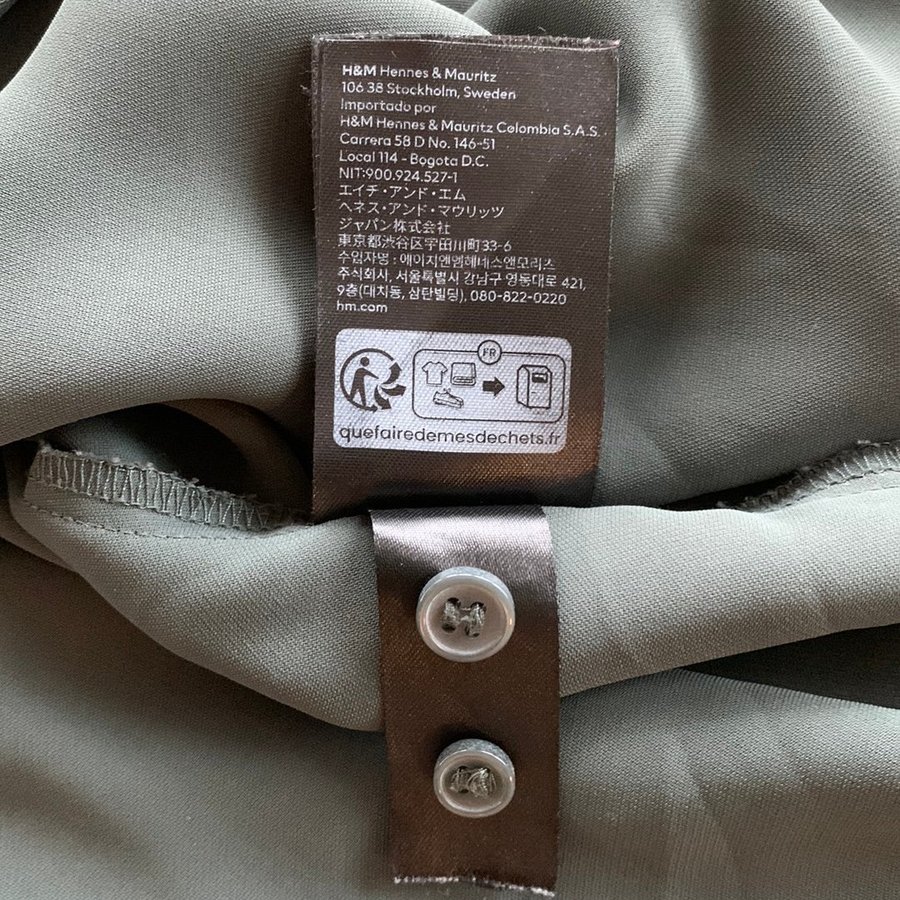 H&M Hennes & Mauritz
106 38 Stockholm, Sweden
Importado por
H&M Hennes & Mauritz Colombia S.A.S.
Carrera 58 D No. 146-51
Local 114 - Bogota D.C.
NIT:900.924.527-1
エイチ・アンド・エム
ヘネス・アンド・マウリッツ
ジャパン株式会社
東京都渋谷区宇田川町33-6
수입자명 : 에이치앤엠헤네스앤모리츠
주식회사, 서울특별시 강남구 영동대로 421,
9층(대치동, 삼탄빌딩), 080-822-0220
hm.com
FR
quefairedemesdechets.fr